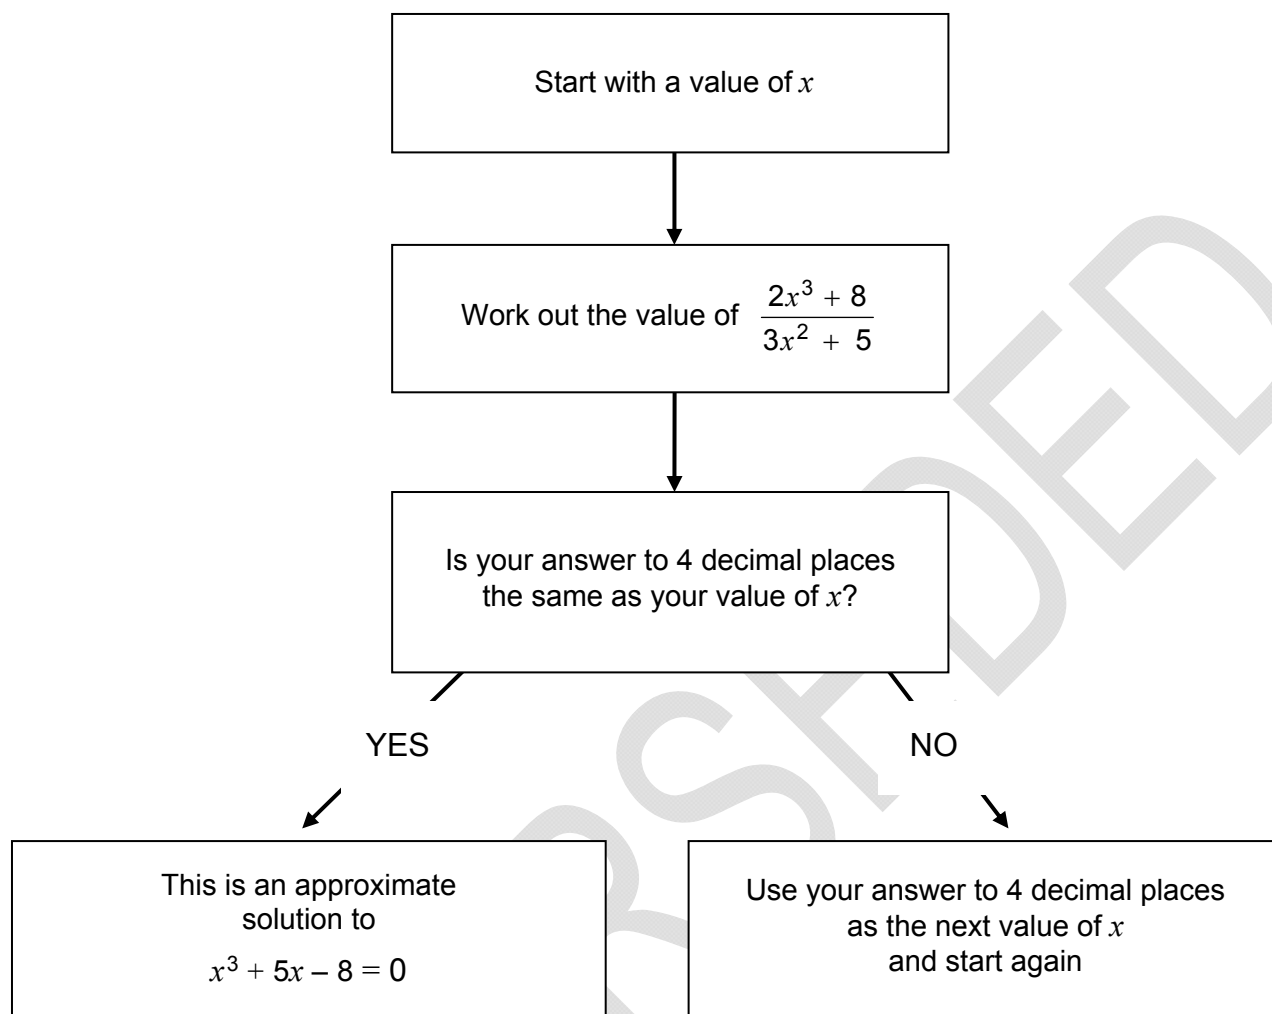 Start with a value of x
Work out the value of (2x³ + 8)/(3x² + 5)
Is your answer to 4 decimal places
the same as your value of x?
YES
NO
This is an approximate
solution to
x³ + 5x – 8 = 0
Use your answer to 4 decimal places
as the next value of x
and start again